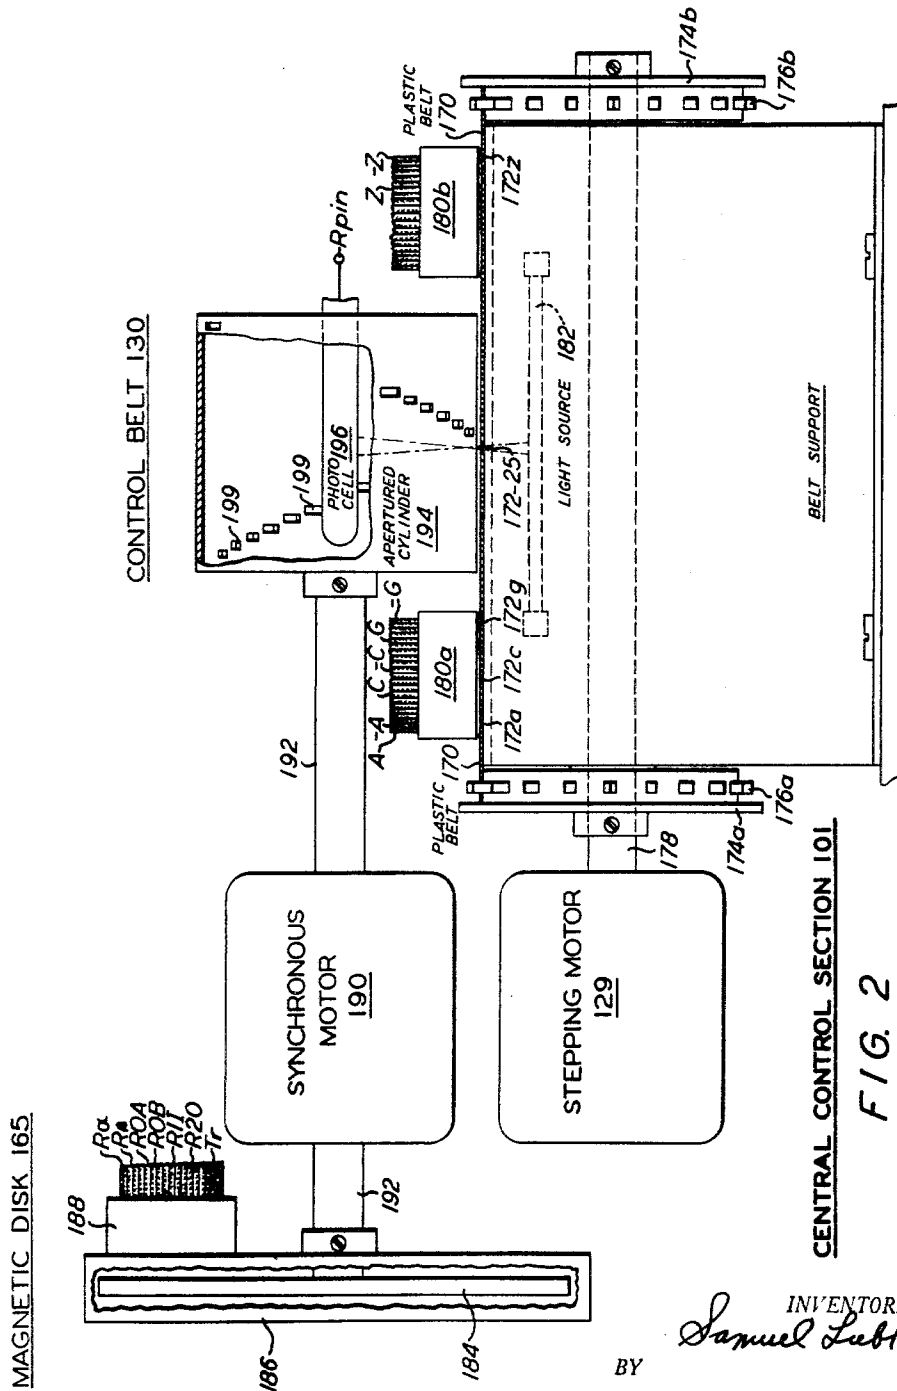 MAGNETIC DISK 165
CONTROL BELT 130
188
Rα
ROA
ROB
R11
R20
Tr
186
184
192
SYNCHRONOUS
MOTOR
190
192
199
199
PHOTO
CELL
196
APERTURED
CYLINDER
194
Rpin
A
-A
C
=C
G
=G
180a
Z
-Z
180b
PLASTIC
BELT
170
PLASTIC
BELT
170
172a
172c
172g
172-25
172z
LIGHT SOURCE
182
BELT SUPPORT
STEPPING MOTOR
129
178
174a
176a
174b
176b
CENTRAL CONTROL SECTION 101
FIG. 2
INVENTOR
BY
Samuel